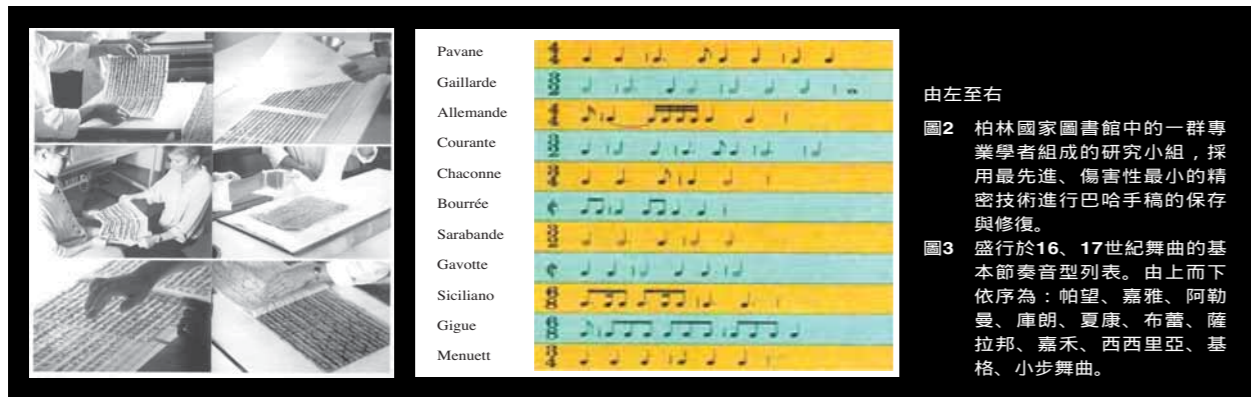 Pavane
Gaillarde
Allemande
Courante
Chaconne
Bourrée
Sarabande
Gavotte
Siciliano
Gigue
Menuett
由左至右
圖2 柏林國家圖書館中的一群專
業學者組成的研究小組，採
用最先進、傷害性最小的精
密技術進行巴哈手稿的保存
與修復。
圖3 盛行於16、17世紀舞曲的基
本節奏音型列表。由上而下
依序為：帕望、嘉雅、阿勒
曼、庫朗、夏康、布蕾、薩
拉邦、嘉禾、西西里亞、基
格、小步舞曲。